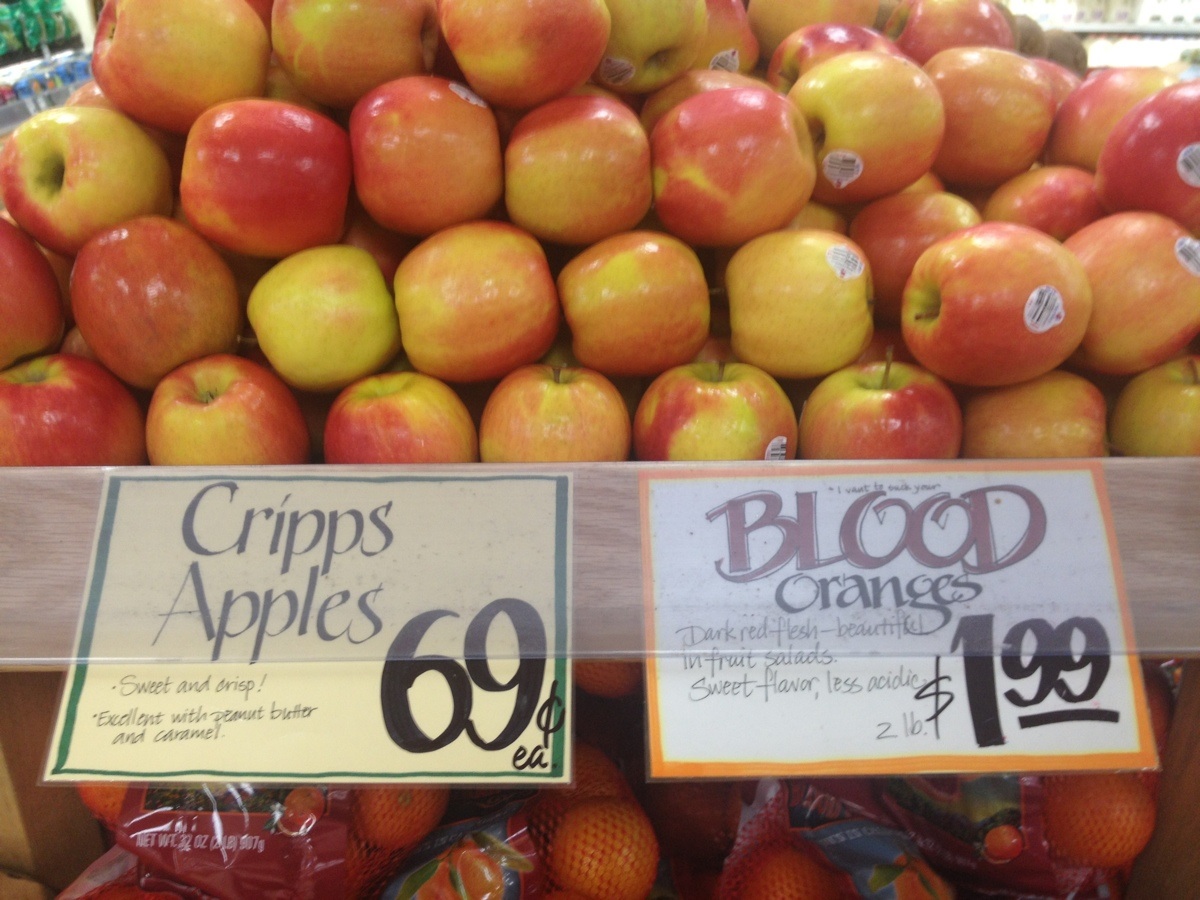 Cripps
Apples
69¢
ea.
· Sweet and crisp!
· Excellent with peanut butter
and caramel.
"I want to suck your
BLOOD
Oranges
Dark red flesh - beautiful
in fruit salads.
Sweet flavor, less acidic.
2 lb. $1.99
NET WT. 32 OZ (2 LB) 907g